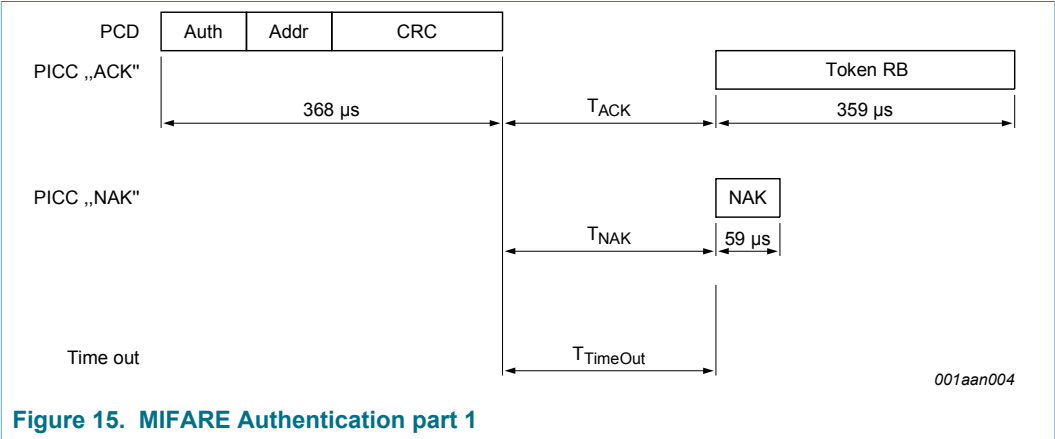 PCD Auth Addr CRC
PICC ,,ACK" Token RB
368 µs TACK 359 µs
PICC ,,NAK" NAK
TNAK 59 µs
Time out TTimeOut
001aan004
Figure 15. MIFARE Authentication part 1